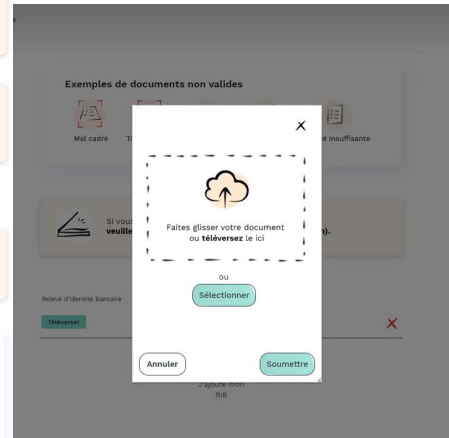 Exemples de documents non valides
Mal cadré
insuffisante
Faites glisser votre document
ou téléversez le ici
ou
Sélectionner
Si vous
veuille
n).
Relevé d'Identité Bancaire
Téléverser
Annuler
Soumettre
J'ajoute mon
RIB